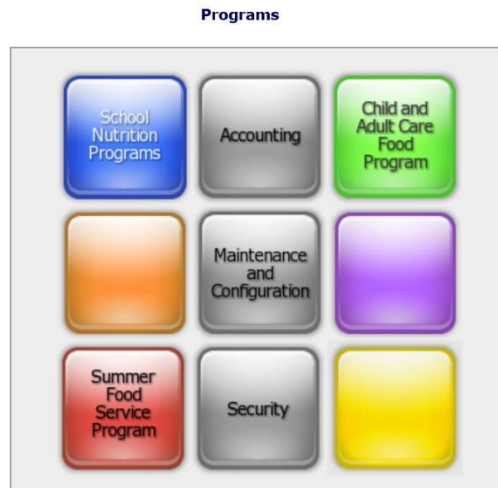 Programs
School
Nutrition
Programs
Accounting
Child and
Adult Care
Food
Program
Maintenance
and
Configuration
Summer
Food
Service
Program
Security